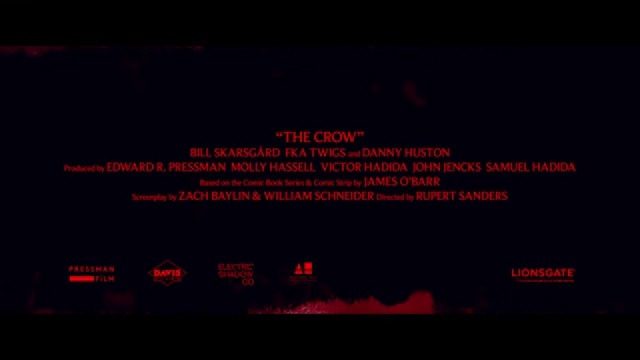 “THE CROW”
BILL SKARSGÅRD FKA TWIGS and DANNY HUSTON
Produced by EDWARD R. PRESSMAN MOLLY HASSELL VICTOR HADIDA JOHN JENCKS SAMUEL HADIDA
Based on the Comic Book Series & Comic Strip by JAMES O'BARR
Screenplay by ZACH BAYLIN & WILLIAM SCHNEIDER Directed by RUPERT SANDERS
PRESSMAN FILM
DAVIS
ELECTRIC SHADOW CO
LIONSGATE